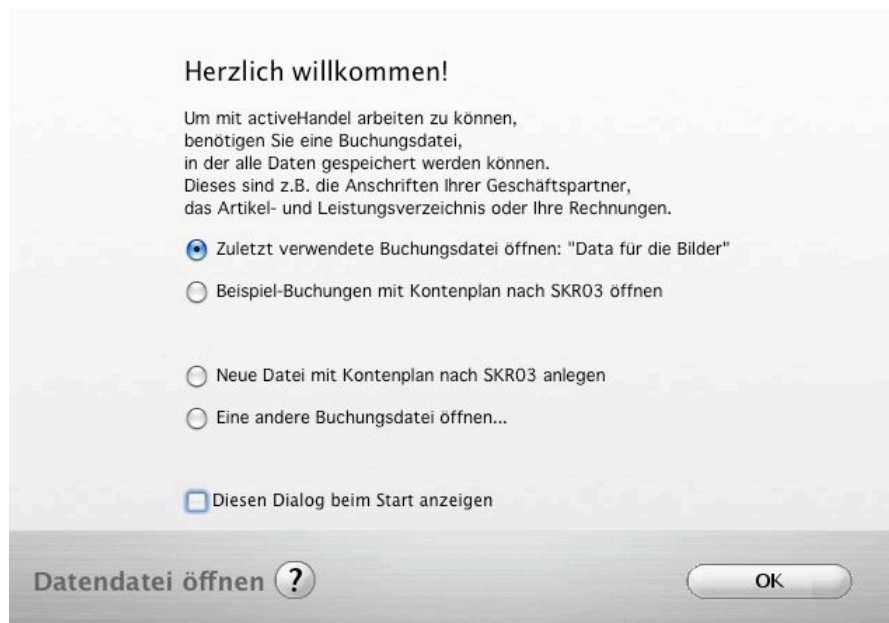 Herzlich willkommen!
Um mit activeHandel arbeiten zu können,
benötigen Sie eine Buchungsdatei,
in der alle Daten gespeichert werden können.
Dieses sind z.B. die Anschriften Ihrer Geschäftspartner,
das Artikel- und Leistungsverzeichnis oder Ihre Rechnungen.
Zuletzt verwendete Buchungsdatei öffnen: "Data für die Bilder"
Beispiel-Buchungen mit Kontenplan nach SKR03 öffnen
Neue Datei mit Kontenplan nach SKR03 anlegen
Eine andere Buchungsdatei öffnen...
Diesen Dialog beim Start anzeigen
Datendatei öffnen ? OK